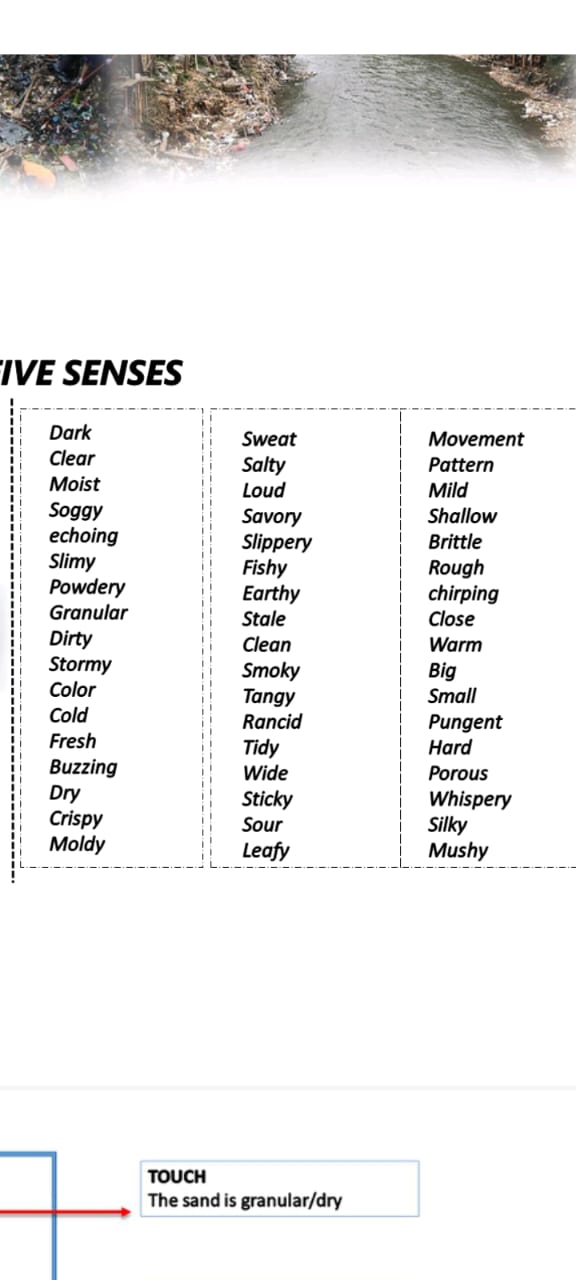 FIVE SENSES
Dark
Clear
Moist
Soggy
echoing
Slimy
Powdery
Granular
Dirty
Stormy
Color
Cold
Fresh
Buzzing
Dry
Crispy
Moldy
Sweat
Salty
Loud
Savory
Slippery
Fishy
Earthy
Stale
Clean
Smoky
Tangy
Rancid
Tidy
Wide
Sticky
Sour
Leafy
Movement
Pattern
Mild
Shallow
Brittle
Rough
chirping
Close
Warm
Big
Small
Pungent
Hard
Porous
Whispery
Silky
Mushy
TOUCH
The sand is granular/dry